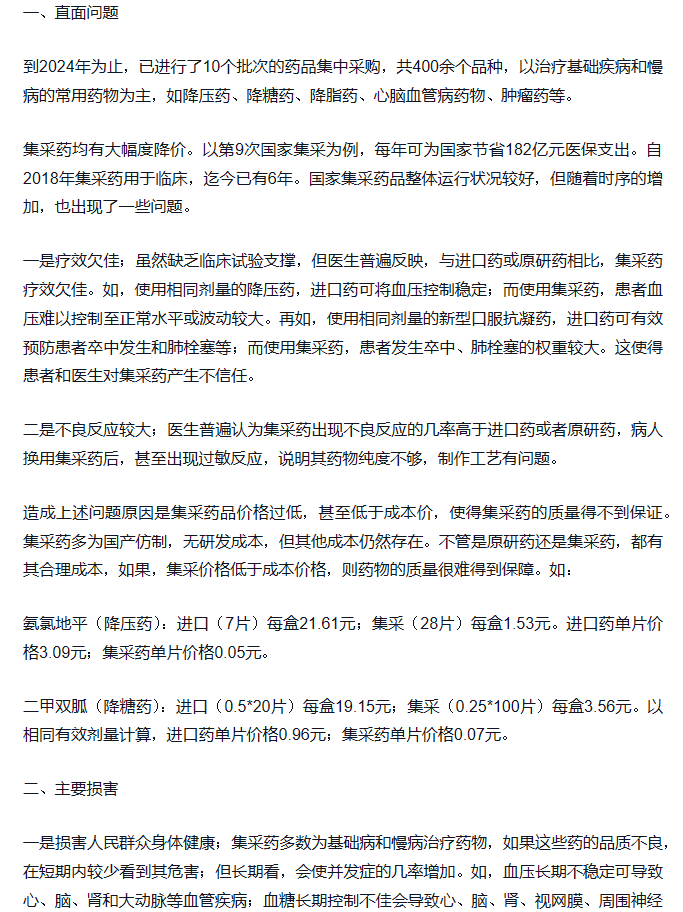 一、直面问题
到2024年为止，已进行了10个批次的药品集中采购，共400余个品种，以治疗基础疾病和慢
病的常用药物为主，如降压药、降糖药、降脂药、心脑血管病药物、肿瘤药等。
集采药均有大幅度降价。以第9次国家集采为例，每年可为国家节省182亿元医保支出。自
2018年集采药用于临床，迄今已有6年。国家集采药品整体运行状况较好，但随着时序的增
加，也出现了一些问题。
一是疗效欠佳；虽然缺乏临床试验支撑，但医生普遍反映，与进口药或原研药相比，集采药
疗效欠佳。如，使用相同剂量的降压药，进口药可将血压控制稳定；而使用集采药，患者血
压难以控制至正常水平或波动较大。再如，使用相同剂量的新型口服抗凝药，进口药可有效
预防患者卒中发生和肺栓塞等；而使用集采药，患者发生卒中、肺栓塞的权重较大。这使得
患者和医生对集采药产生不信任。
二是不良反应较大；医生普遍认为集采药出现不良反应的几率高于进口药或者原研药，病人
换用集采药后，甚至出现过敏反应，说明其药物纯度不够，制作工艺有问题。
造成上述问题原因是集采药品价格过低，甚至低于成本价，使得集采药的质量得不到保证。
集采药多为国产仿制，无研发成本，但其他成本仍然存在。不管是原研药还是集采药，都有
其合理成本，如果，集采价格低于成本价格，则药物的质量很难得到保障。如：
氨氯地平（降压药）：进口（7片）每盒21.61元；集采（28片）每盒1.53元。进口药单片价
格3.09元；集采药单片价格0.05元。
二甲双胍（降糖药）：进口（0.5*20片）每盒19.15元；集采（0.25*100片）每盒3.56元。以
相同有效剂量计算，进口药单片价格0.96元；集采药单片价格0.07元。
二、主要损害
一是损害人民群众身体健康；集采药多数为基础病和慢病治疗药物，如果这些药的品质不良，
在短期内较少看到其危害；但长期看，会使并发症的几率增加。如，血压长期不稳定可导致
心、脑、肾和大动脉等血管疾病；血糖长期控制不佳会导致心、脑、肾、视网膜、周围神经